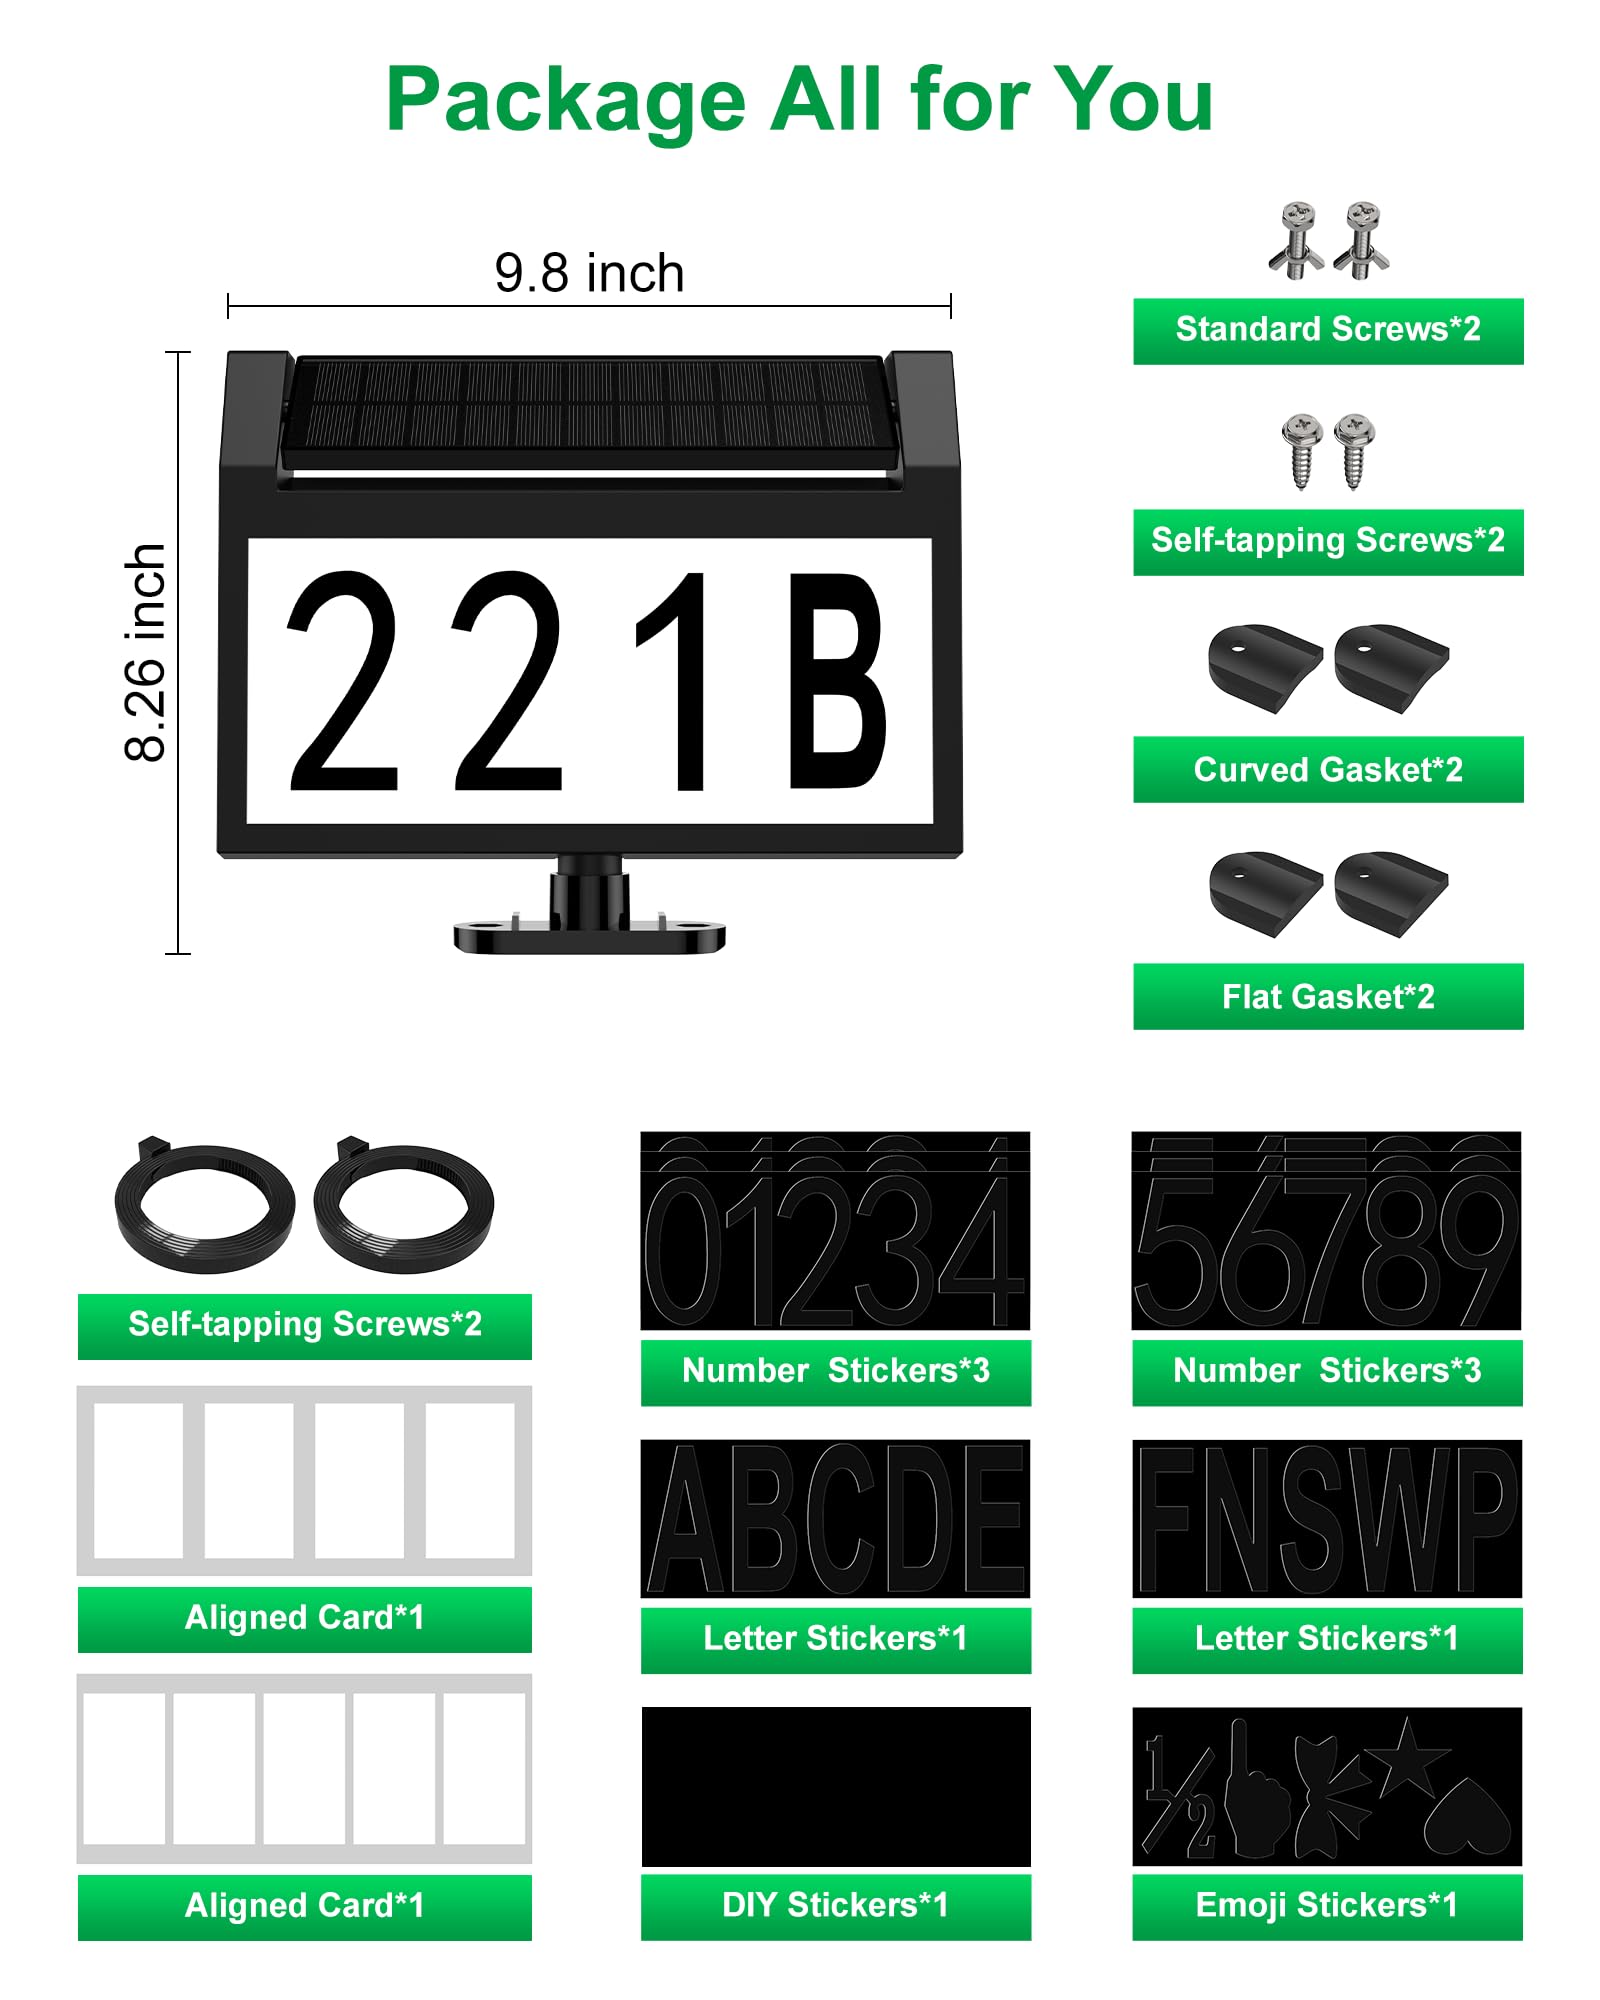 Package All for You
9.8 inch
8.26 inch
221B
Standard Screws*2
Self-tapping Screws*2
Curved Gasket*2
Flat Gasket*2
Self-tapping Screws*2
Aligned Card*1
Aligned Card*1
01234
Number Stickers*3
56789
Number Stickers*3
ABCDE
Letter Stickers*1
FNSWP
Letter Stickers*1
DIY Stickers*1
1/2
Emoji Stickers*1